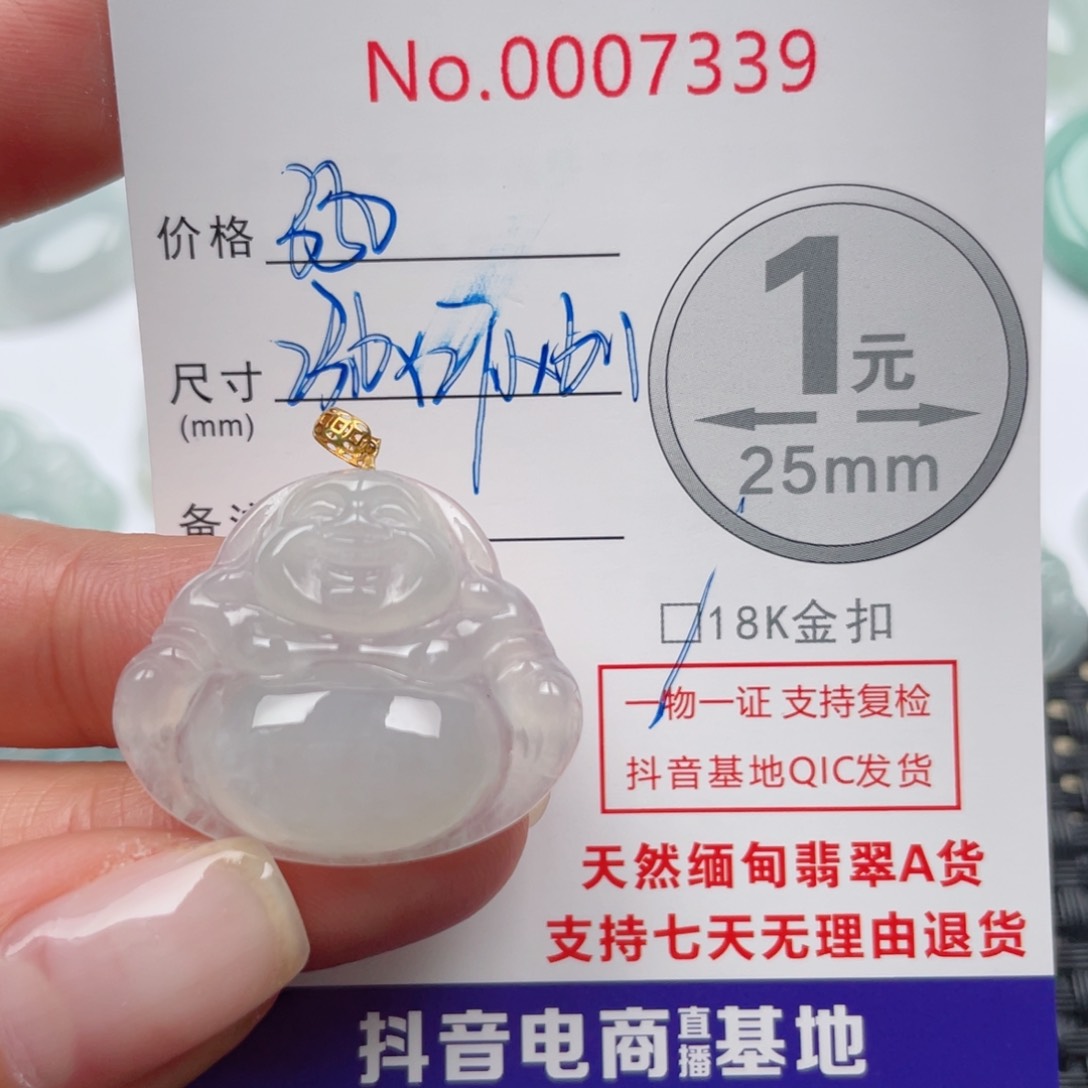 No.0007339
价格
尺寸
(mm)
备注
1元
25mm
□18K金扣
一物一证 支持复检
抖音基地QIC发货
天然缅甸翡翠A货
支持七天无理由退货
抖音电商直播基地